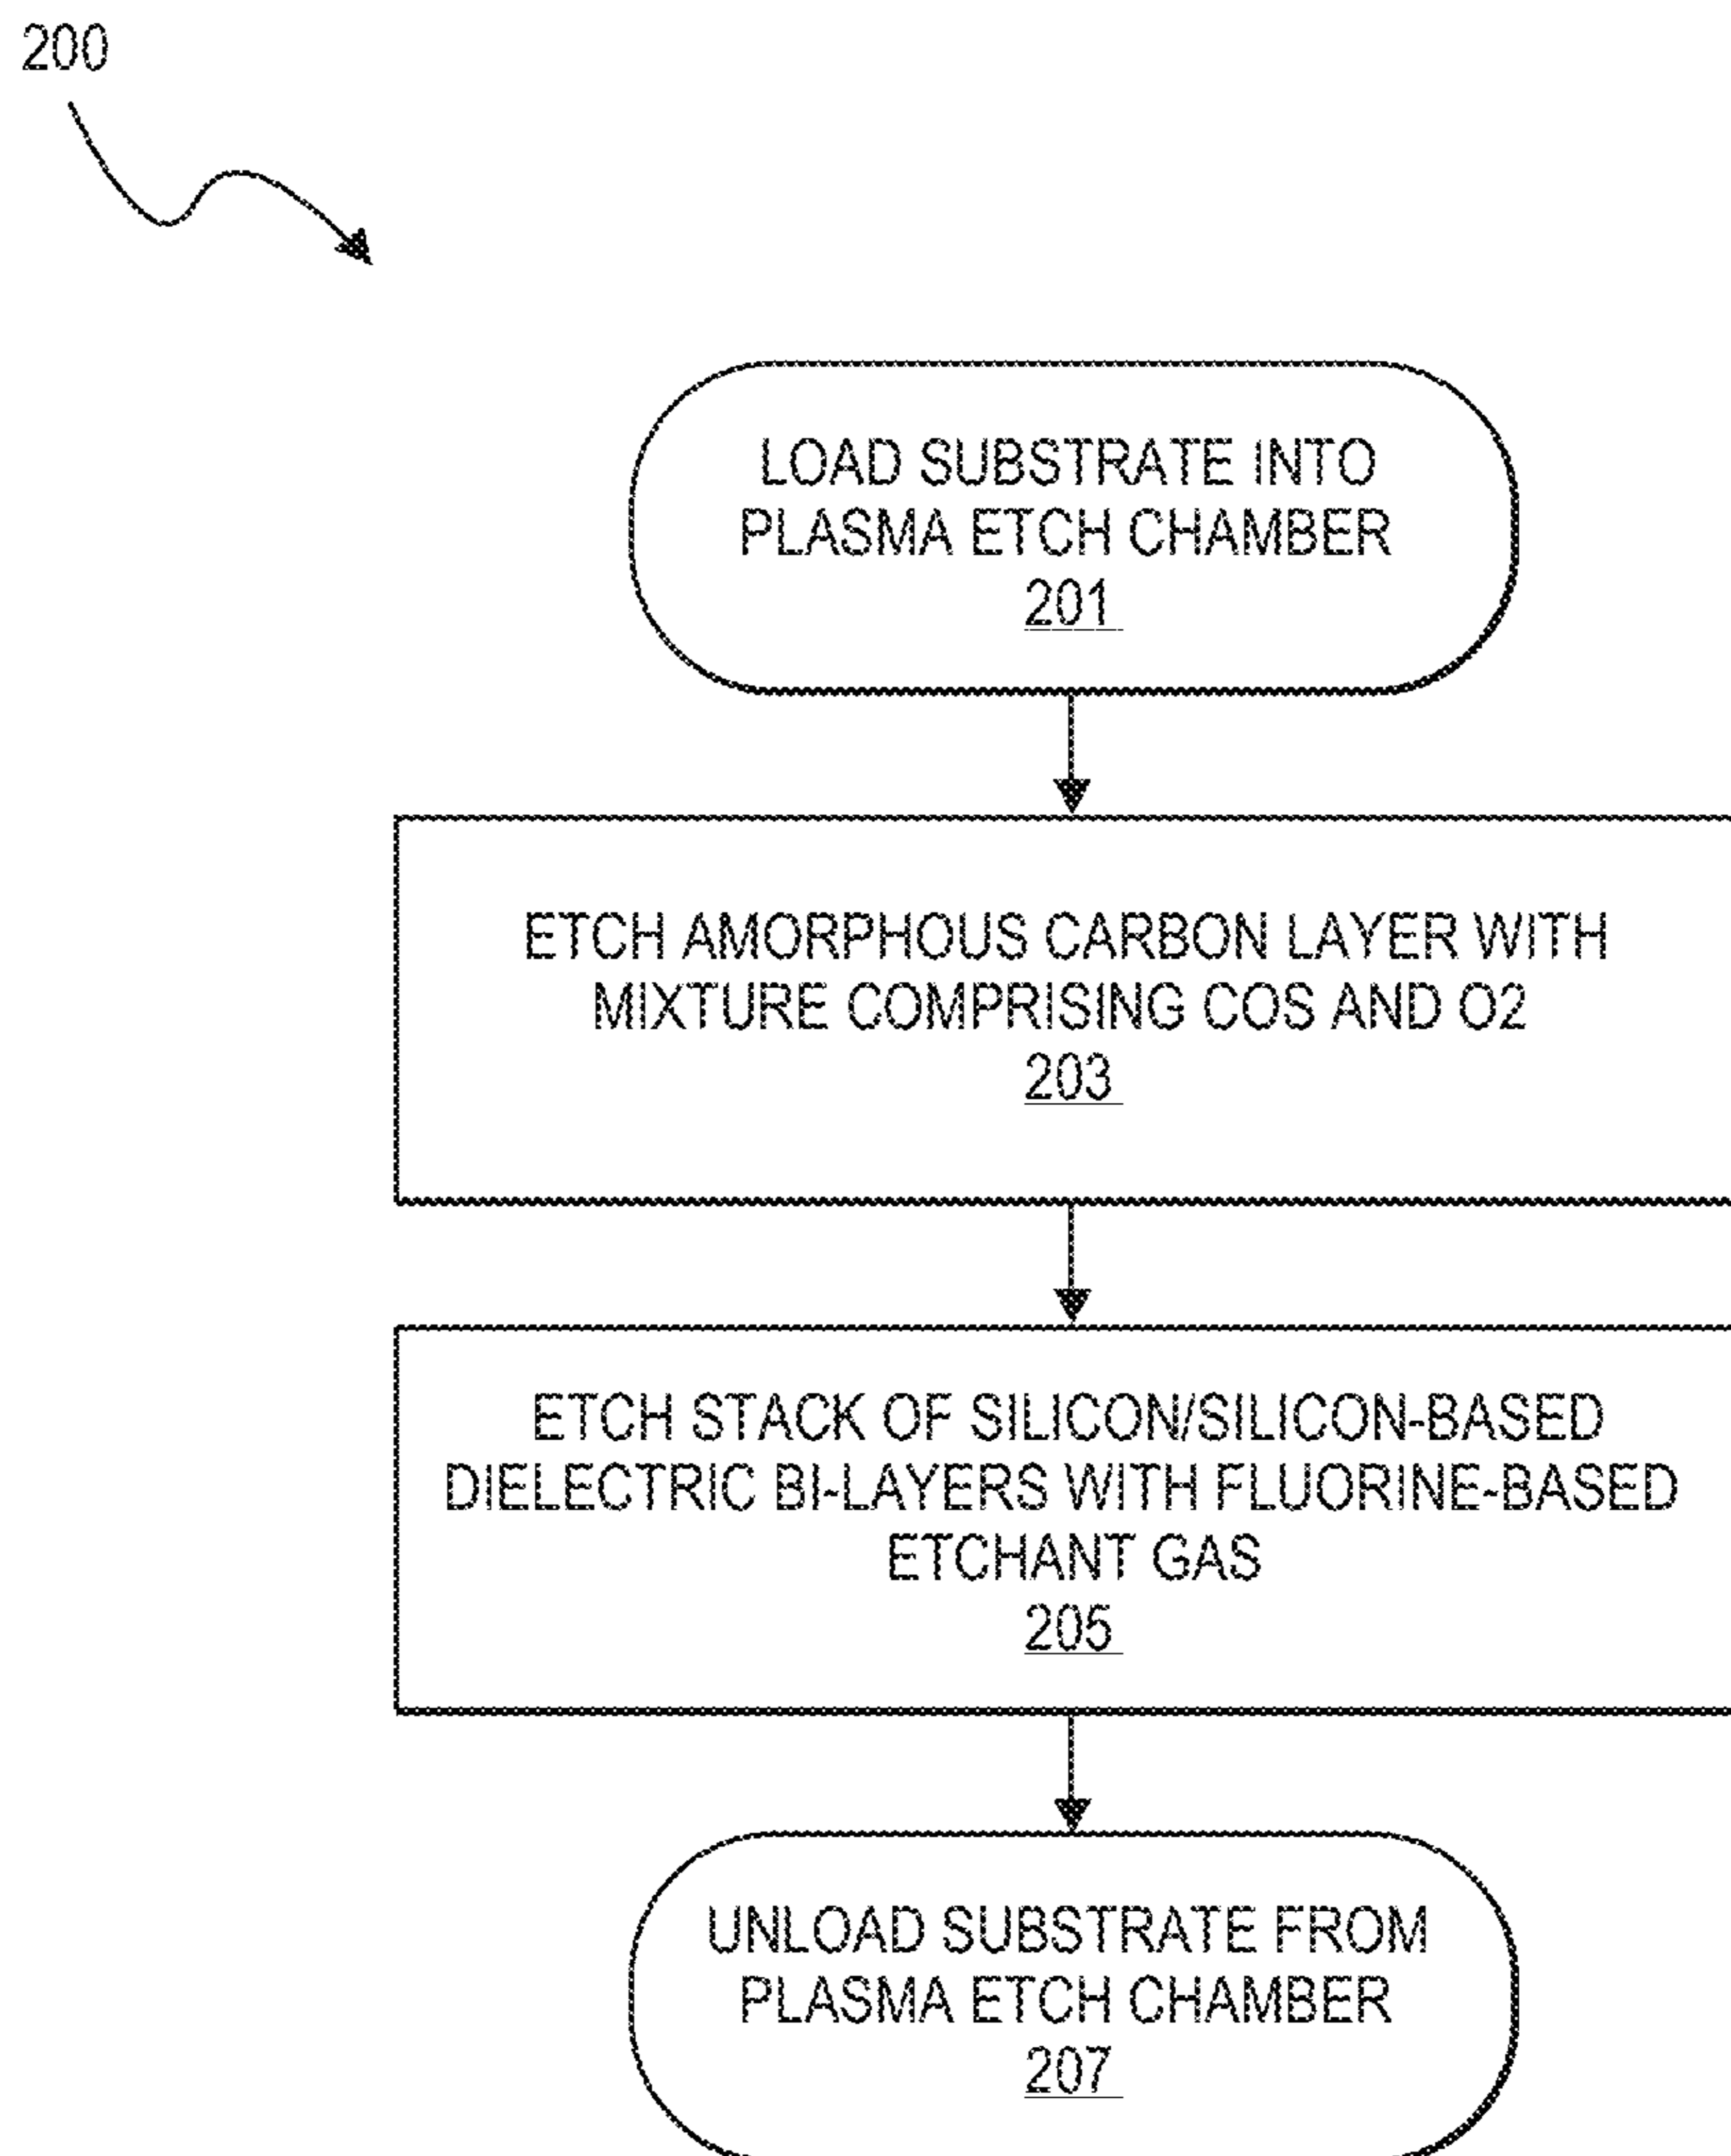 200
LOAD SUBSTRATE INTO
PLASMA ETCH CHAMBER
201
ETCH AMORPHOUS CARBON LAYER WITH
MIXTURE COMPRISING COS AND O2
203
ETCH STACK OF SILICON/SILICON-BASED
DIELECTRIC BI-LAYERS WITH FLUORINE-BASED
ETCHANT GAS
205
UNLOAD SUBSTRATE FROM
PLASMA ETCH CHAMBER
207